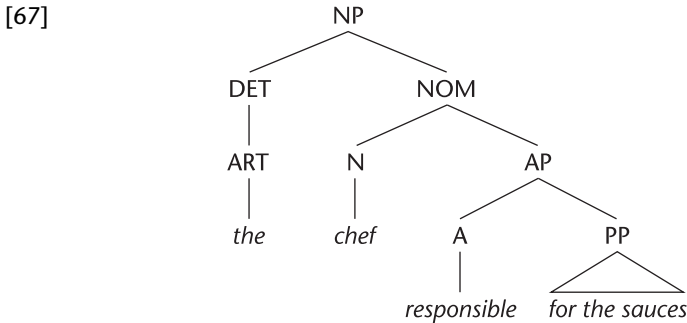 [67]
NP
DET NOM
ART N AP
the chef A PP
responsible for the sauces